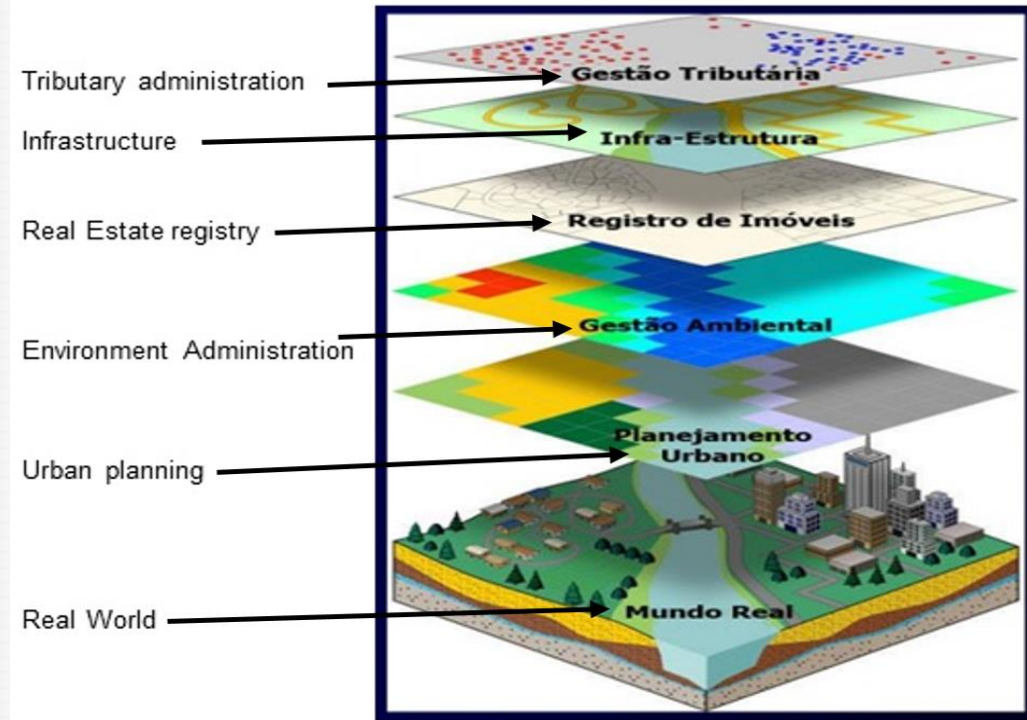 Tributary administration
Gestão Tributária
Infrastructure
Infra-Estrutura
Real Estate registry
Registro de Imóveis
Environment Administration
Gestão Ambiental
Urban planning
Planejamento
Urbano
Real World
Mundo Real